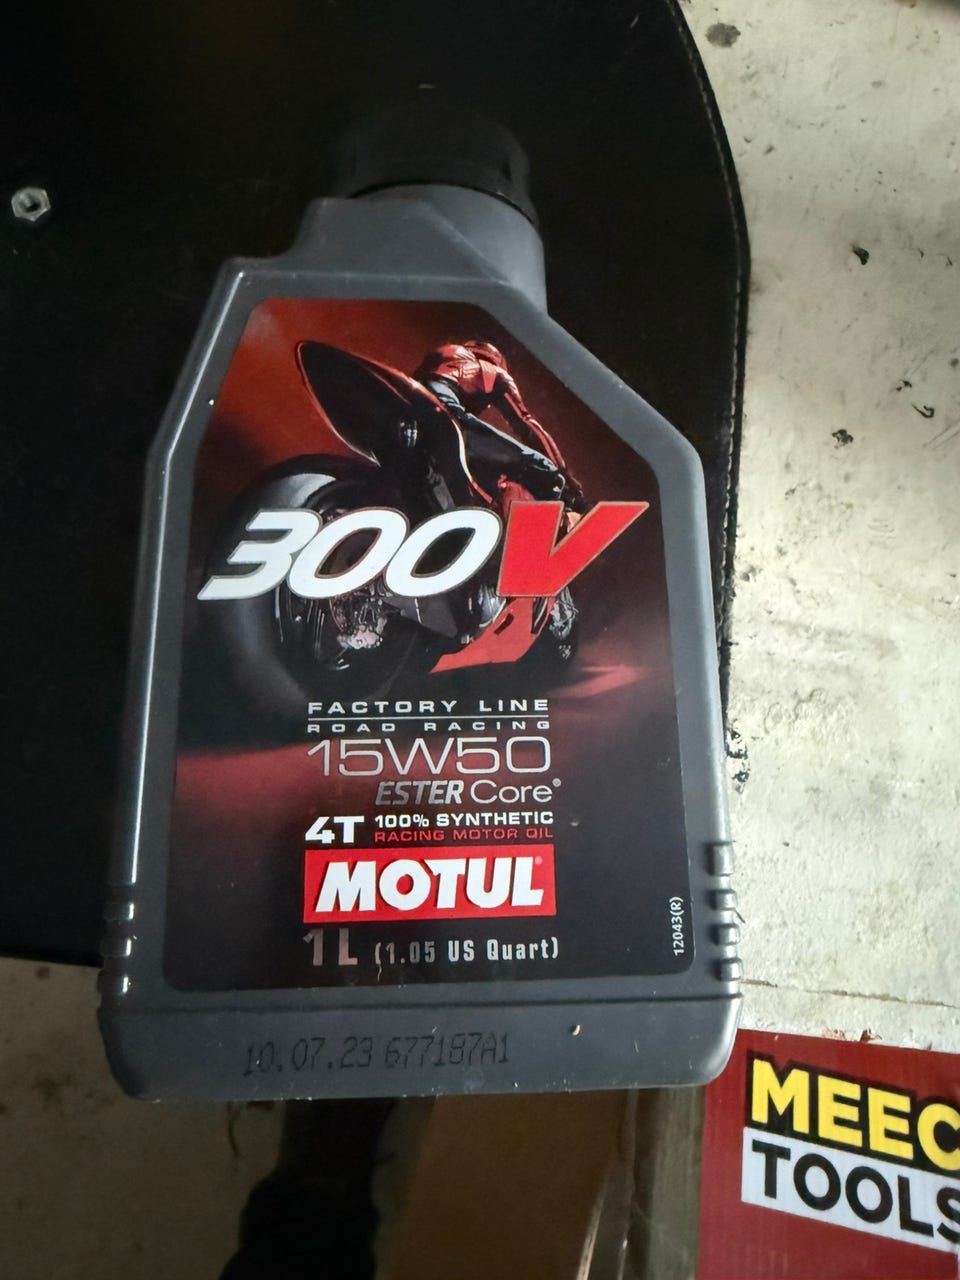 300V
FACTORY LINE
ROAD RACING
15W50
ESTER Core®
4T 100% SYNTHETIC
RACING MOTOR OIL
MOTUL®
1L (1.05 US Quart)
12043(R)
10.07.23 677187A1
MEEC
TOOLS